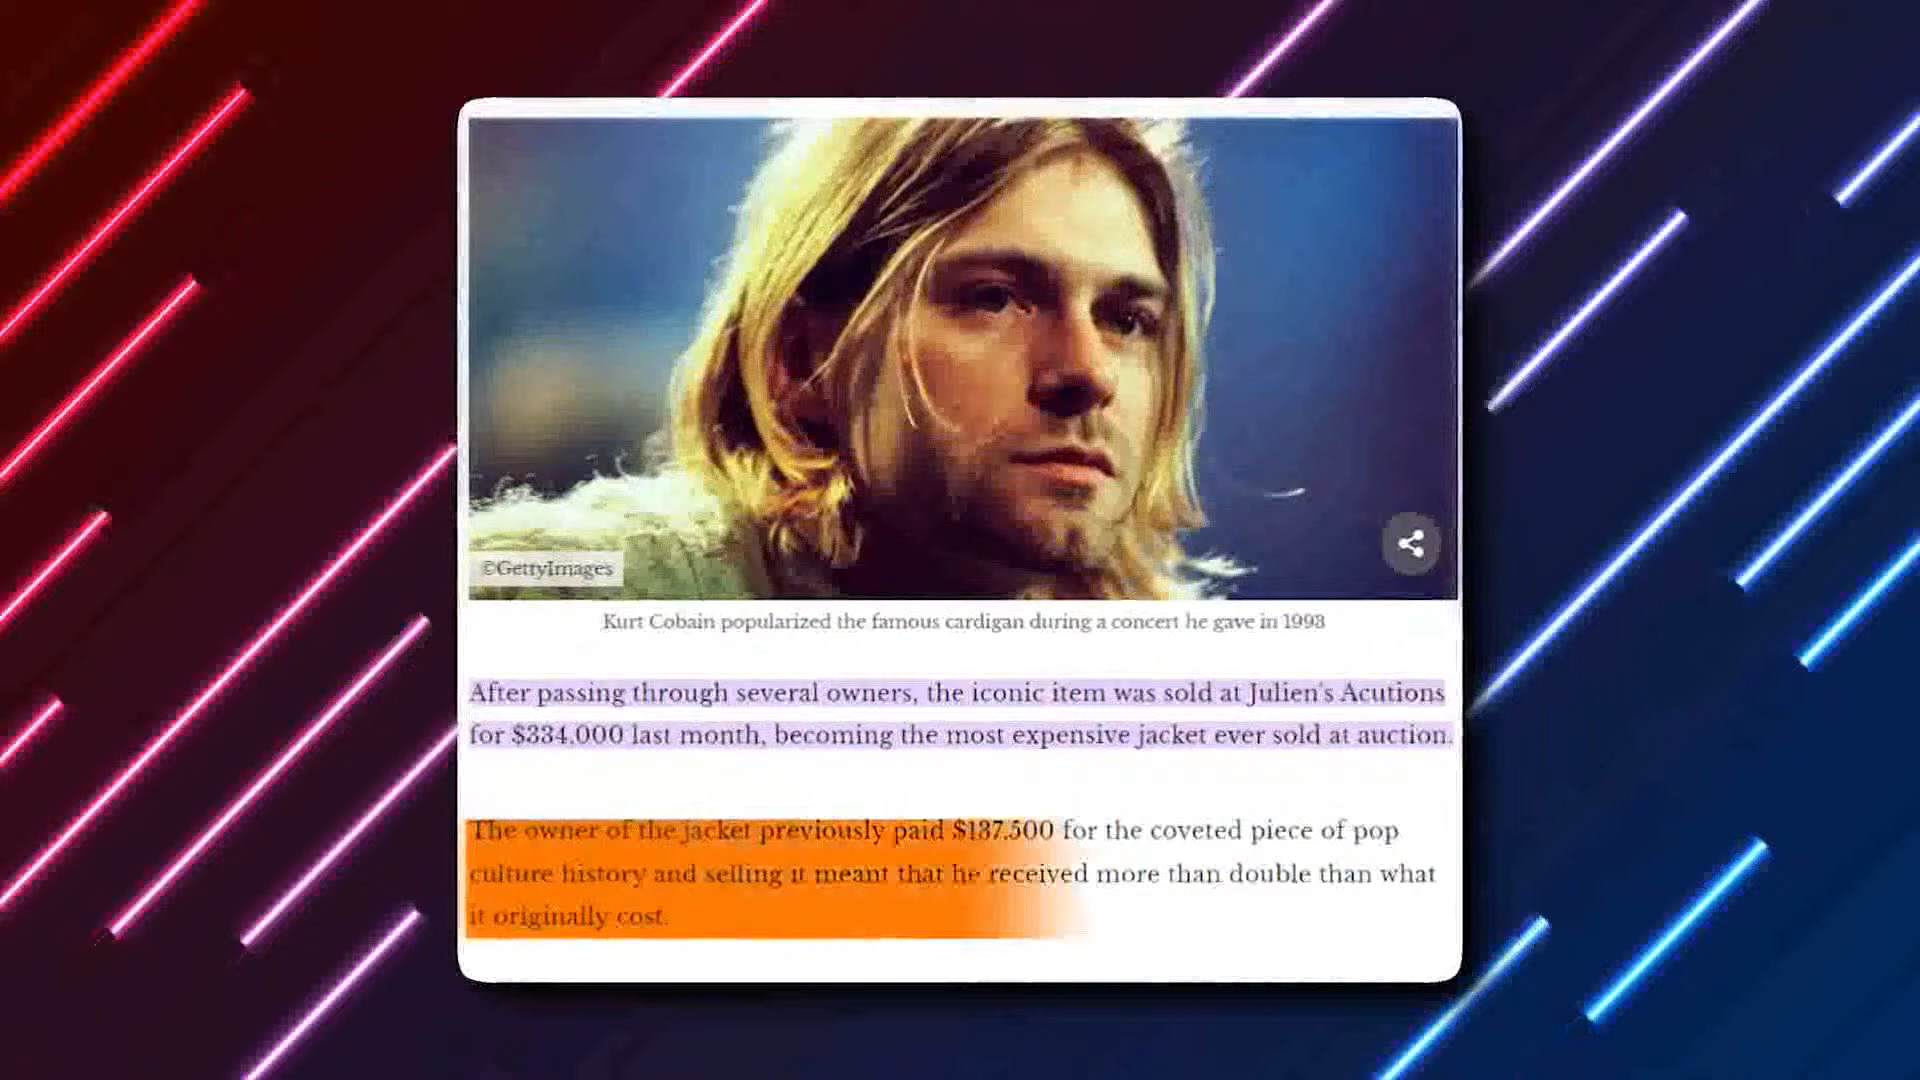 ©GettyImages
Kurt Cobain popularized the famous cardigan during a concert he gave in 1993
After passing through several owners, the iconic item was sold at Julien's Acutions
for $334.000 last month, becoming the most expensive jacket ever sold at auction.
The owner of the jacket previously paid $137.500 for the coveted piece of pop
culture history and selling it meant that he received more than double than what
it originally cost.